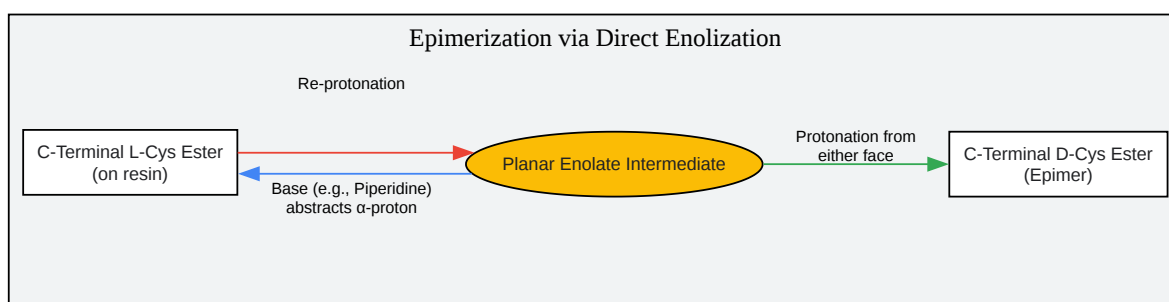 Epimerization via Direct Enolization
Re-protonation
C-Terminal L-Cys Ester
(on resin)
Base (e.g., Piperidine)
abstracts α-proton
Planar Enolate Intermediate
Protonation from
either face
C-Terminal D-Cys Ester
(Epimer)